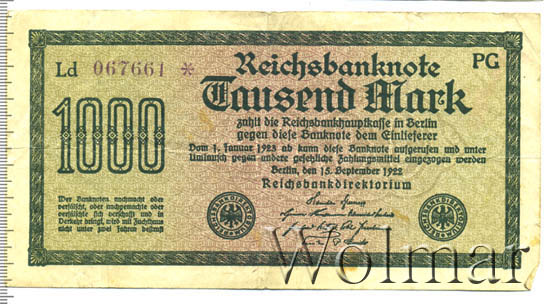 Ld 067661 *
Reichsbanknote
PG
Tausend Mark
1000
zahlt die Reichsbankhauptkasse in Berlin
gegen diese Banknote dem Einlieferer
Vom 1. Januar 1923 ab kann diese Banknote aufgerufen und unter
Umtausch gegen andere gesetzliche Zahlungsmittel eingezogen werden
Berlin, den 15. September 1922
Reichsbankdirektorium
Wer Banknoten nachmacht oder
verfälscht, oder nachgemachte oder
verfälschte sich verschafft und in
Verkehr bringt, wird mit Zuchthaus
nicht unter zwei Jahren bestraft
Wolmar